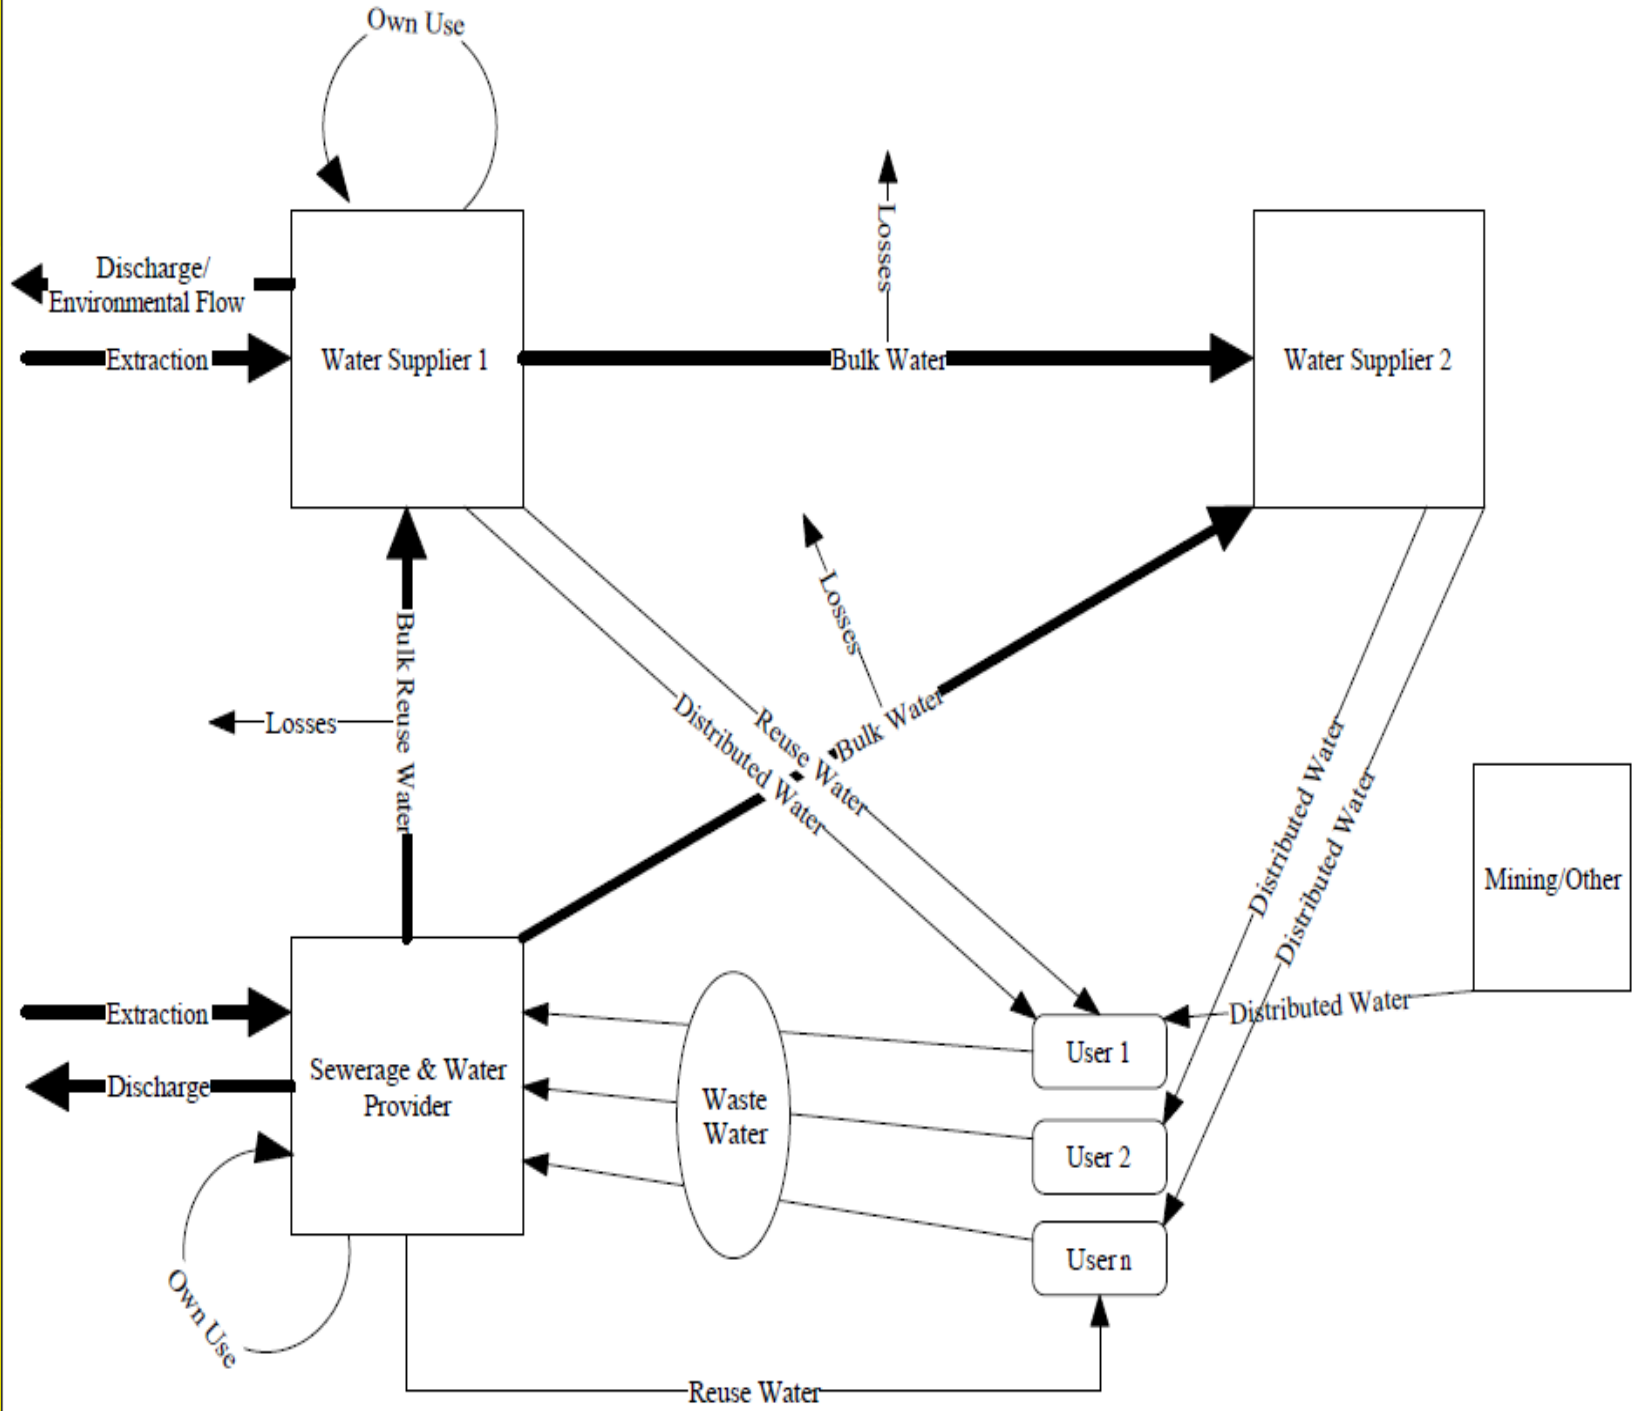 Own Use
Losses
Discharge/
Environmental Flow
Extraction
Water Supplier 1
Bulk Water
Water Supplier 2
Losses
Bulk Reuse Water
Losses
Bulk Water
Reuse Water
Distributed Water
Distributed Water
Distributed Water
Mining/Other
Distributed Water
Extraction
Discharge
Sewerage & Water
Provider
Waste
Water
User 1
User 2
User n
Own Use
Reuse Water